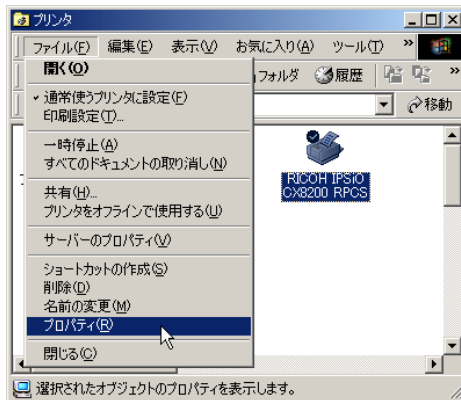 プリンタ
ファイル(F) 編集(E) 表示(V) お気に入り(A) ツール(T) »
フォルダ 履歴 »
移動
開く(O)
通常使うプリンタに設定(F)
印刷設定(T)...
一時停止(A)
すべてのドキュメントの取り消し(N)
共有(H)...
プリンタをオフラインで使用する(U)
サーバーのプロパティ(V)
ショートカットの作成(S)
削除(D)
名前の変更(M)
プロパティ(R)
閉じる(C)
RICOH IPSiO
CX8200 RPCS
選択されたオブジェクトのプロパティを表示します。